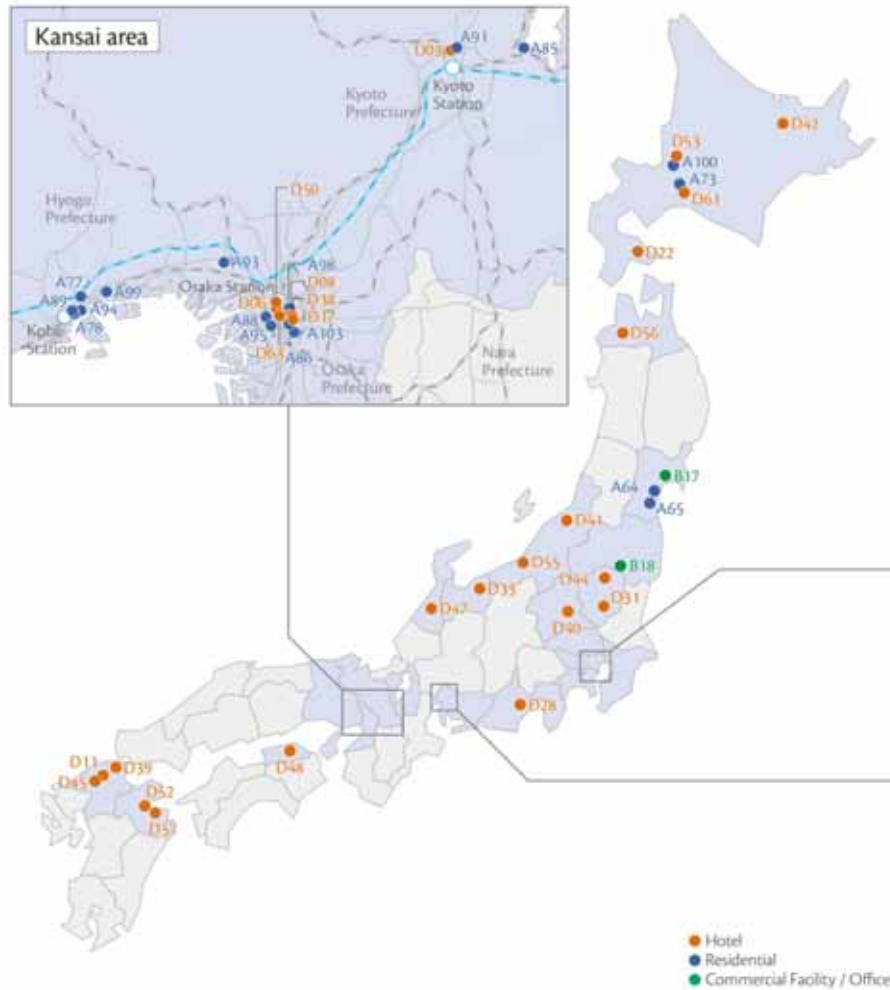 Kansai area
D03
A91
A85
Kyoto
Station
Kyoto
Prefecture
D50
Hyogo
Prefecture
A93
A98
Osaka Station
D08
D06
D17
A77
A99
A89
A94
A78
A88
A95
A103
A86
Kobe
Station
Osaka
Prefecture
Nara
Prefecture
D42
D53
A100
A73
D61
D22
D56
B17
A64
A65
D41
D55
B18
D44
D31
D40
D47
D28
D48
D11
D39
D45
D52
Hotel
Residential
Commercial Facility / Office